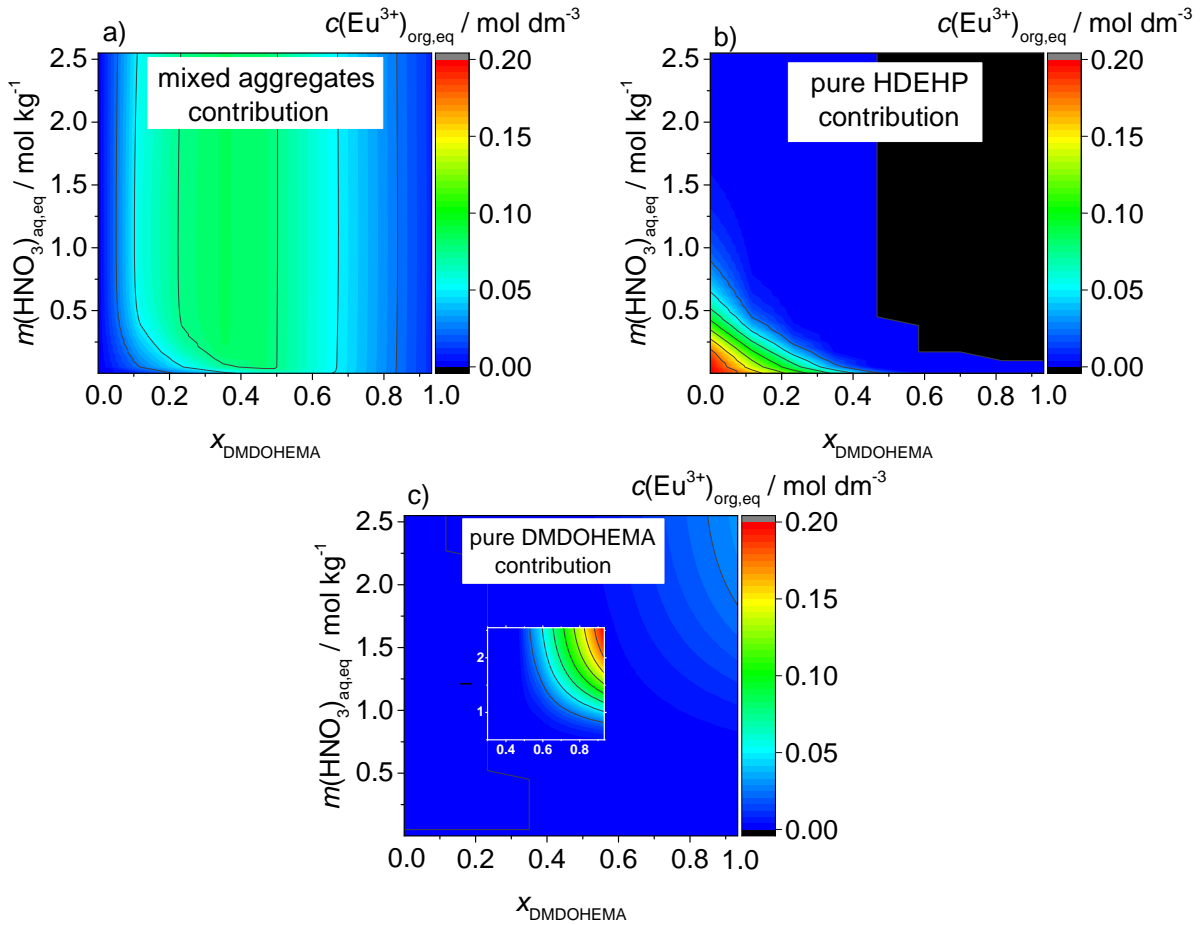 a)
c(Eu³⁺)org,eq / mol dm⁻³
mixed aggregates
contribution
m(HNO₃)aq,eq / mol kg⁻¹
2.5
2.0
1.5
1.0
0.5
0.0 0.2 0.4 0.6 0.8 1.0
xDMDOHEMA
0.20
0.15
0.10
0.05
0.00
b)
c(Eu³⁺)org,eq / mol dm⁻³
pure HDEHP
contribution
m(HNO₃)aq,eq / mol kg⁻¹
2.5
2.0
1.5
1.0
0.5
0.0 0.2 0.4 0.6 0.8 1.0
xDMDOHEMA
0.20
0.15
0.10
0.05
0.00
c)
c(Eu³⁺)org,eq / mol dm⁻³
pure DMDOHEMA
contribution
m(HNO₃)aq,eq / mol kg⁻¹
2.5
2.0
1.5
1.0
0.5
2
1
0.4 0.6 0.8
0.0 0.2 0.4 0.6 0.8 1.0
xDMDOHEMA
0.20
0.15
0.10
0.05
0.00